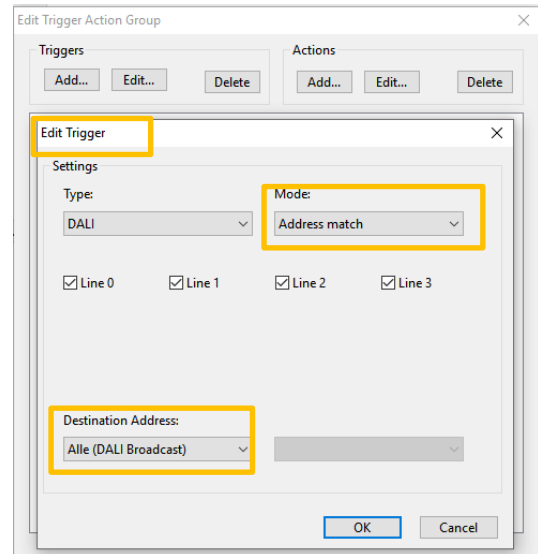 Edit Trigger Action Group
Triggers
Actions
Add... Edit... Delete
Add... Edit... Delete
Edit Trigger
Settings
Type:
Mode:
DALI
Address match
Line 0
Line 1
Line 2
Line 3
Destination Address:
Alle (DALI Broadcast)
OK
Cancel